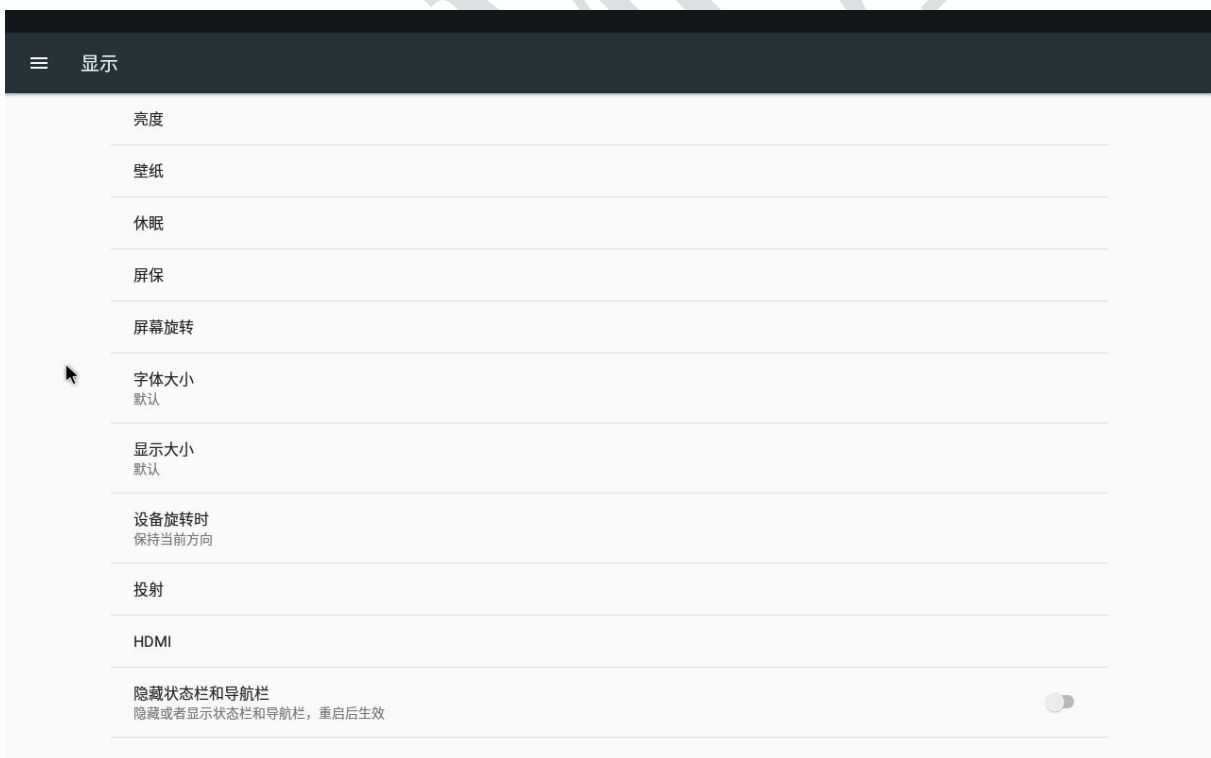 显示
亮度
壁纸
休眠
屏保
屏幕旋转
字体大小
默认
显示大小
默认
设备旋转时
保持当前方向
投射
HDMI
隐藏状态栏和导航栏
隐藏或者显示状态栏和导航栏，重启后生效